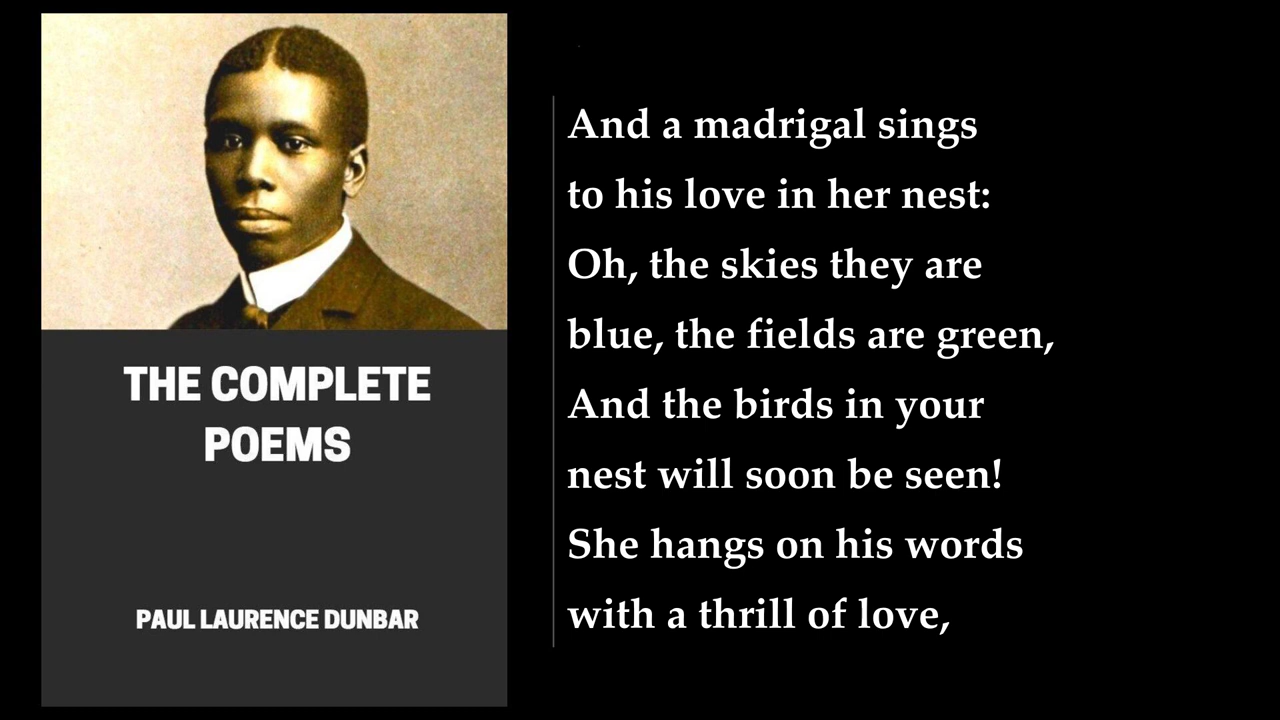 THE COMPLETE
POEMS
PAUL LAURENCE DUNBAR
And a madrigal sings
to his love in her nest:
Oh, the skies they are
blue, the fields are green,
And the birds in your
nest will soon be seen!
She hangs on his words
with a thrill of love,